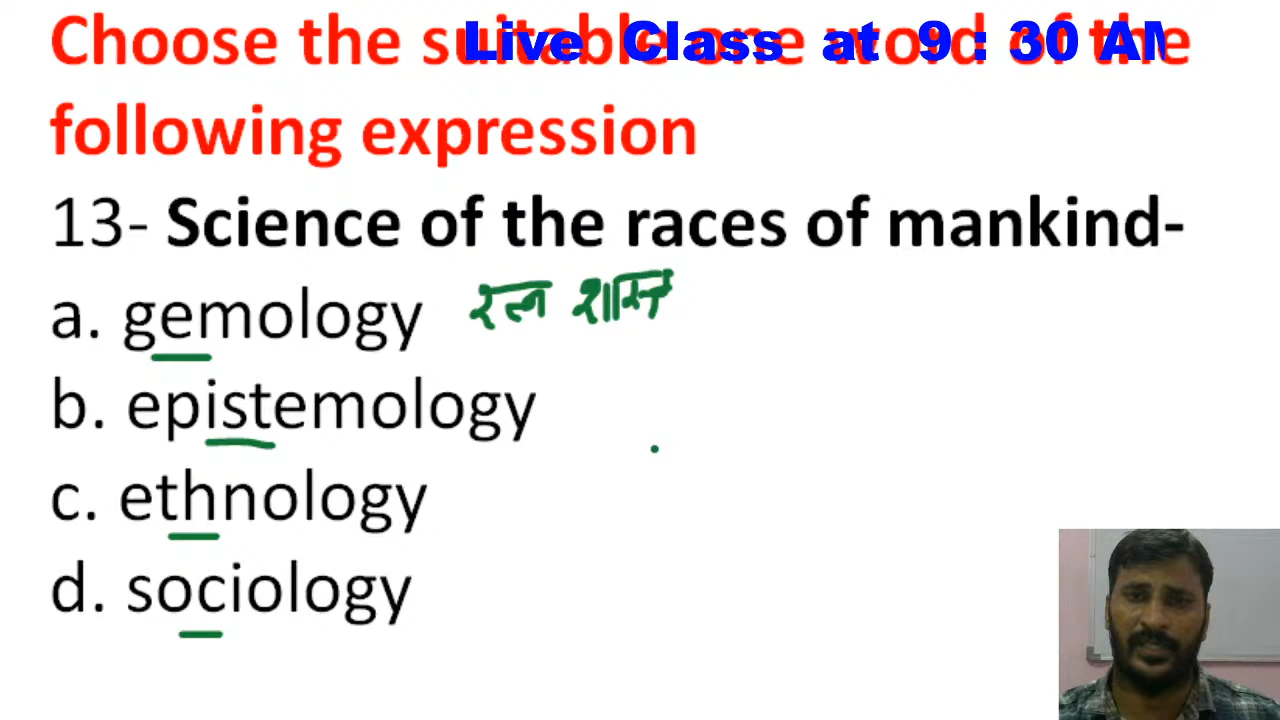 Choose the suitable one word of the
Live Class at 9 : 30 AM
following expression
13- Science of the races of mankind-
a. gemology रत्न शास्त्र
b. epistemology
c. ethnology
d. sociology